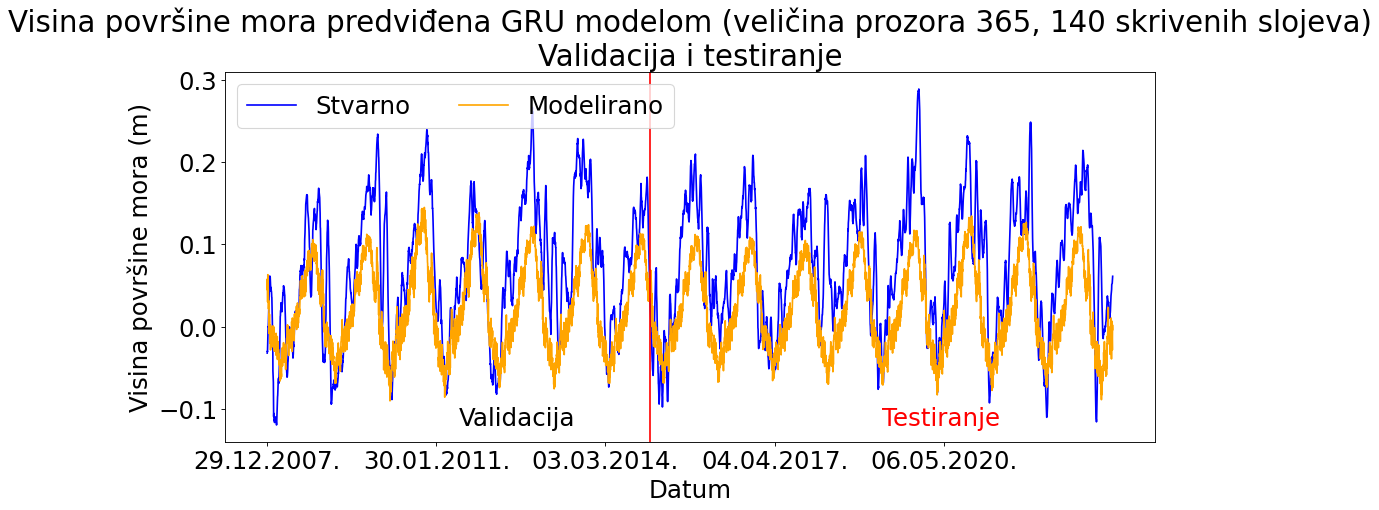 Visina površine mora predviđena GRU modelom (veličina prozora 365, 140 skrivenih slojeva)
Validacija i testiranje
Stvarno
Modelirano
Visina površine mora (m)
0.3
0.2
0.1
0.0
−0.1
Validacija
Testiranje
29.12.2007.
30.01.2011.
03.03.2014.
04.04.2017.
06.05.2020.
Datum